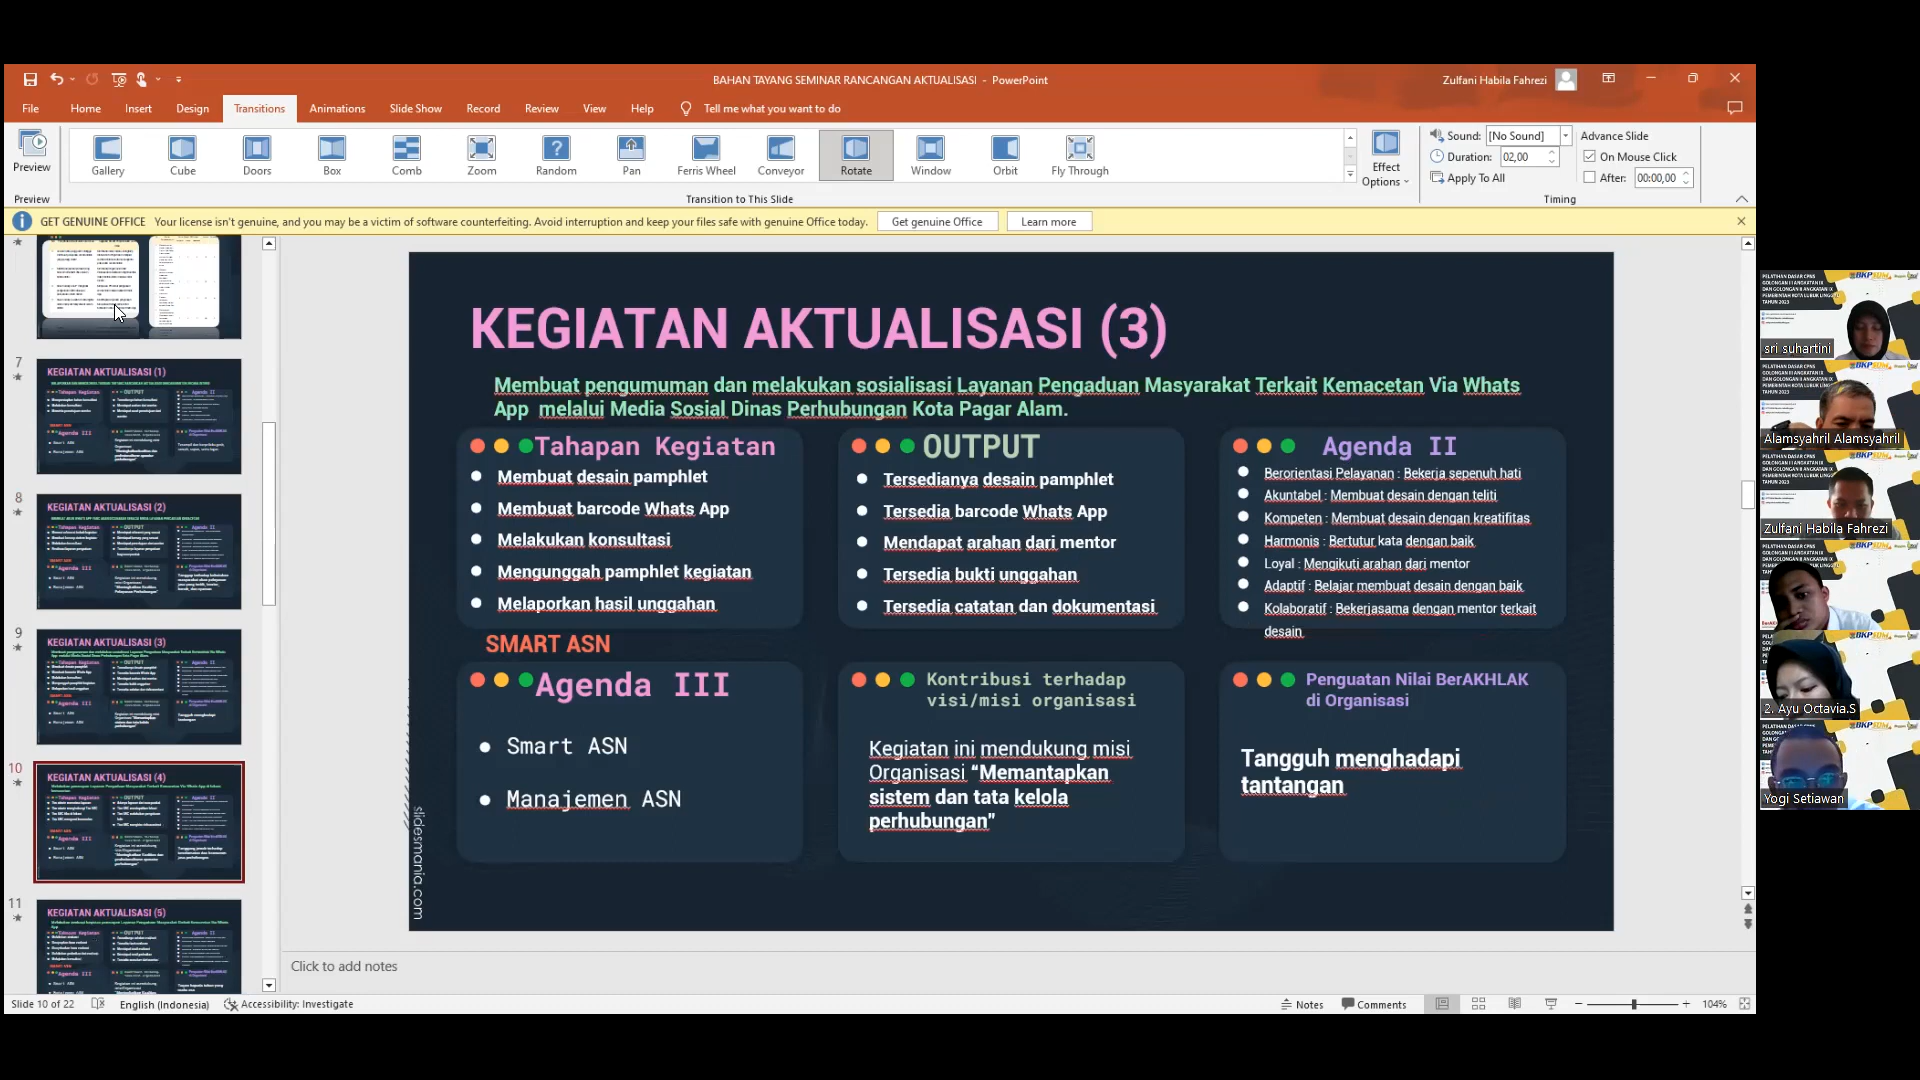 BAHAN TAYANG SEMINAR RANCANGAN AKTUALISASI - PowerPoint
Zulfani Habila Fahrezi
File Home Insert Design Transitions Animations Slide Show Record Review View Help Tell me what you want to do
Preview
Gallery Cube Doors Box Comb Zoom Random Pan Ferris Wheel Conveyor Rotate Window Orbit Fly Through
Effect Options
Sound: [No Sound]
Duration: 02,00
Apply To All
Advance Slide
On Mouse Click
After: 00:00,00
Preview
Transition to This Slide
Timing
GET GENUINE OFFICE Your license isn't genuine, and you may be a victim of software counterfeiting. Avoid interruption and keep your files safe with genuine Office today. Get genuine Office Learn more
7
KEGIATAN AKTUALISASI (1)
8
KEGIATAN AKTUALISASI (2)
9
KEGIATAN AKTUALISASI (3)
10
KEGIATAN AKTUALISASI (4)
11
KEGIATAN AKTUALISASI (5)
KEGIATAN AKTUALISASI (3)
Membuat pengumuman dan melakukan sosialisasi Layanan Pengaduan Masyarakat Terkait Kemacetan Via Whats
App melalui Media Sosial Dinas Perhubungan Kota Pagar Alam.
Tahapan Kegiatan
Membuat desain pamphlet
Membuat barcode Whats App
Melakukan konsultasi
Mengunggah pamphlet kegiatan
Melaporkan hasil unggahan
OUTPUT
Tersedianya desain pamphlet
Tersedia barcode Whats App
Mendapat arahan dari mentor
Tersedia bukti unggahan
Tersedia catatan dan dokumentasi
Agenda II
Berorientasi Pelayanan : Bekerja sepenuh hati
Akuntabel : Membuat desain dengan teliti
Kompeten : Membuat desain dengan kreatifitas
Harmonis : Bertutur kata dengan baik
Loyal : Mengikuti arahan dari mentor
Adaptif : Belajar membuat desain dengan baik
Kolaboratif : Bekerjasama dengan mentor terkait
desain
SMART ASN
Agenda III
Smart ASN
Manajemen ASN
Kontribusi terhadap
visi/misi organisasi
Kegiatan ini mendukung misi
Organisasi "Memantapkan
sistem dan tata kelola
perhubungan"
Penguatan Nilai BerAKHLAK
di Organisasi
Tangguh menghadapi
tantangan
slidesmania.com
Click to add notes
Slide 10 of 22 English (Indonesia) Accessibility: Investigate Notes Comments 104%
sri suhartini
Alamsyahril Alamsyahril
Zulfani Habila Fahrezi
2. Ayu Octavia.S
Yogi Setiawan